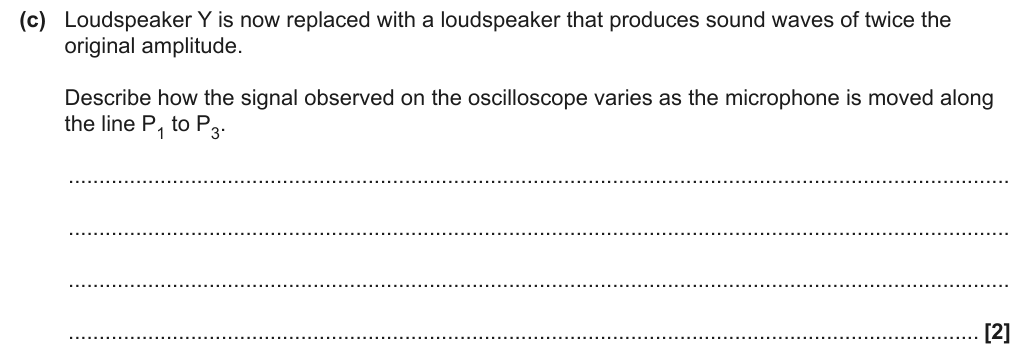 (c) Loudspeaker Y is now replaced with a loudspeaker that produces sound waves of twice the
original amplitude.
Describe how the signal observed on the oscilloscope varies as the microphone is moved along
the line P₁ to P₃.
....................................................................................................
....................................................................................................
....................................................................................................
.................................................................................................... [2]